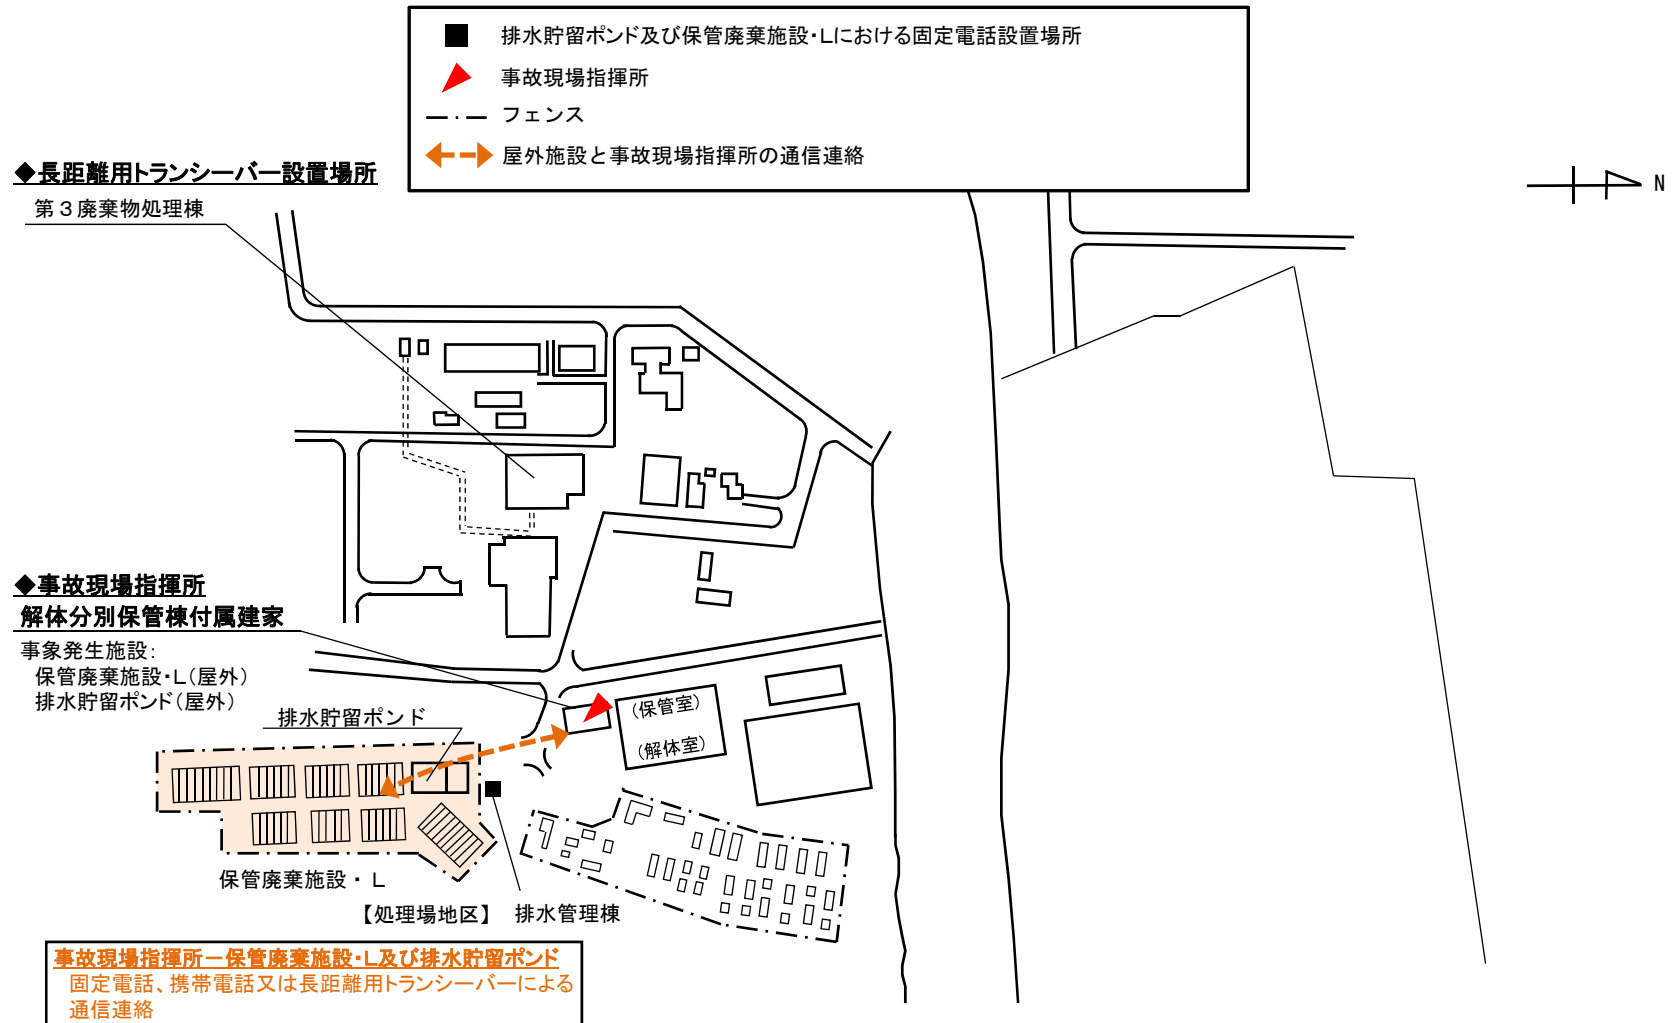 排水貯留ポンド及び保管廃棄施設・Lにおける固定電話設置場所
事故現場指揮所
フェンス
屋外施設と事故現場指揮所の通信連絡
◆長距離用トランシーバー設置場所
第3廃棄物処理棟
N
◆事故現場指揮所
解体分別保管棟付属建家
事象発生施設:
保管廃棄施設・L(屋外)
排水貯留ポンド(屋外)
排水貯留ポンド
(保管室)
(解体室)
保管廃棄施設・L
【処理場地区】
排水管理棟
事故現場指揮所-保管廃棄施設・L及び排水貯留ポンド
固定電話、携帯電話又は長距離用トランシーバーによる
通信連絡